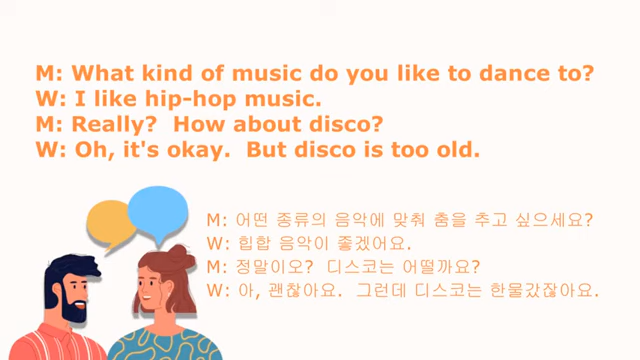 M: What kind of music do you like to dance to?
W: I like hip-hop music.
M: Really?  How about disco?
W: Oh, it's okay.  But disco is too old.
M: 어떤 종류의 음악에 맞춰 춤을 추고 싶으세요?
W: 힙합 음악이 좋겠어요.
M: 정말이오?  디스코는 어떨까요?
W: 아, 괜찮아요.  그런데 디스코는 한물갔잖아요.